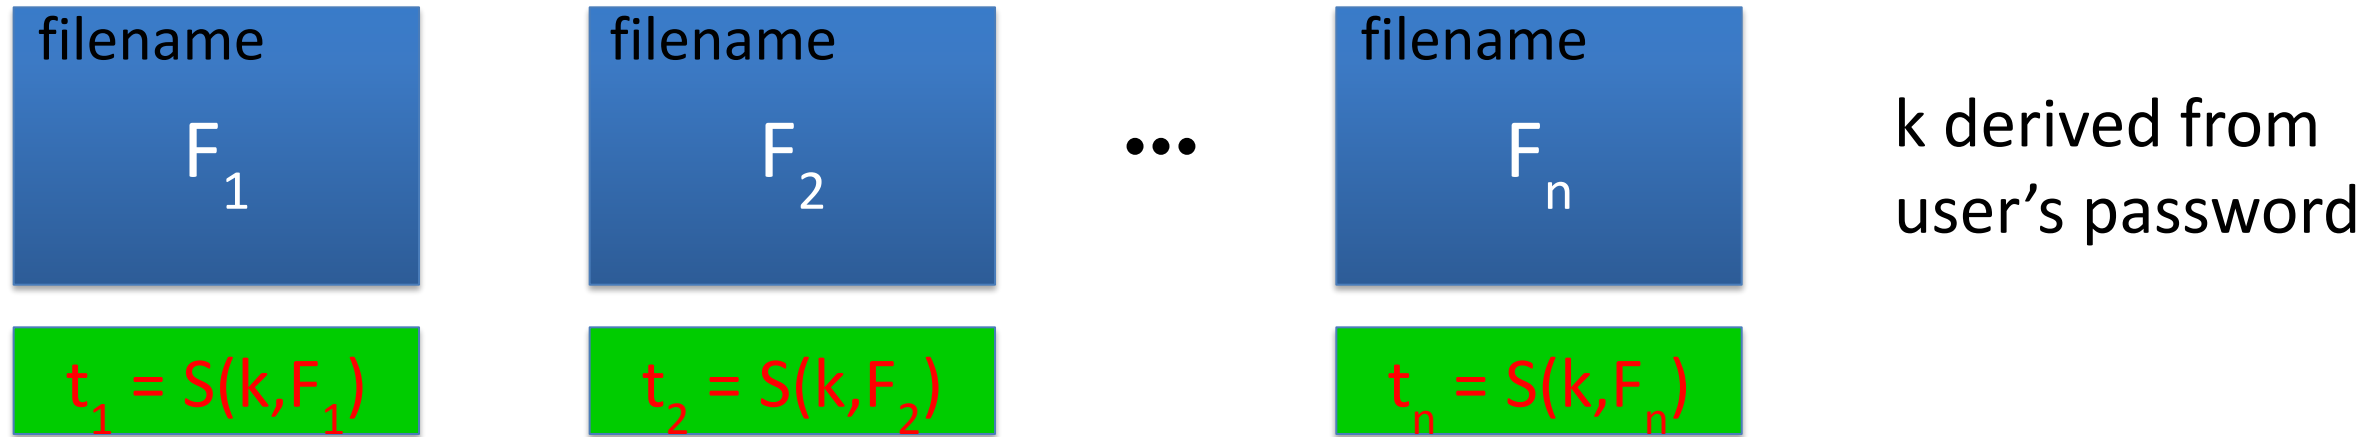 filename
F1
t1 = S(k,F1)
filename
F2
t2 = S(k,F2)
•••
filename
Fn
tn = S(k,Fn)
k derived from
user’s password